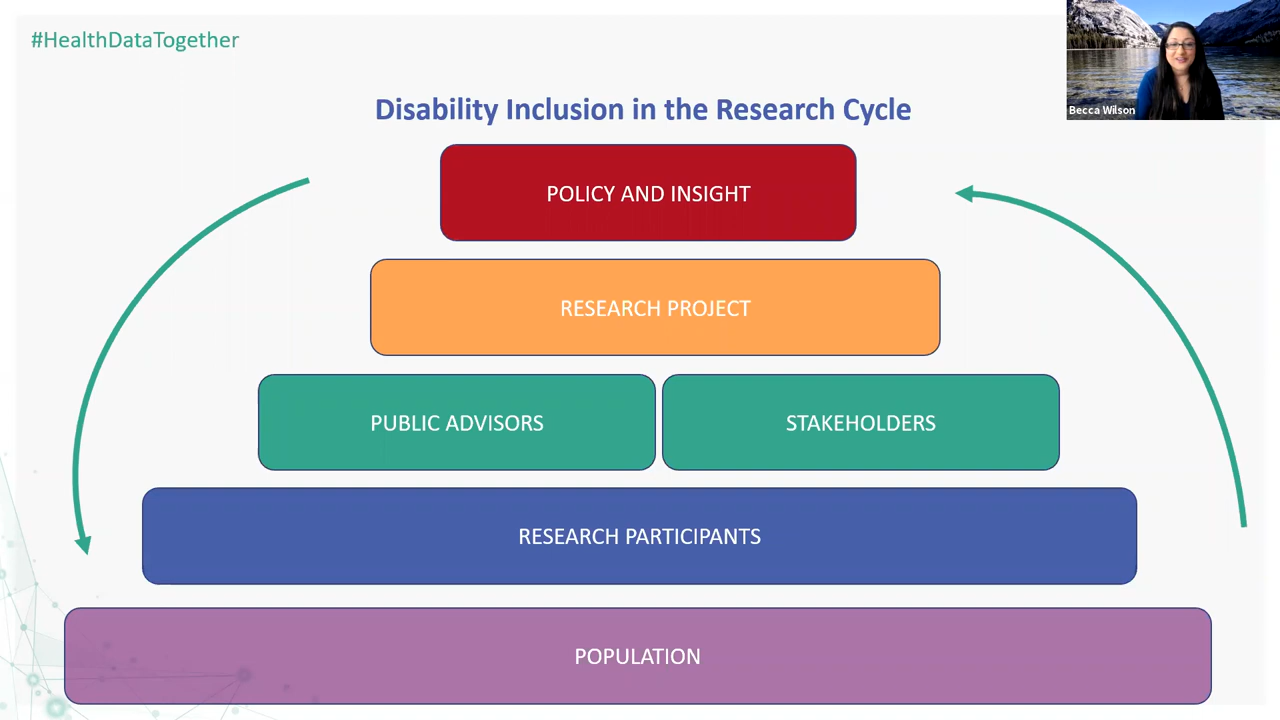 #HealthDataTogether
Becca Wilson
Disability Inclusion in the Research Cycle
POLICY AND INSIGHT
RESEARCH PROJECT
PUBLIC ADVISORS
STAKEHOLDERS
RESEARCH PARTICIPANTS
POPULATION